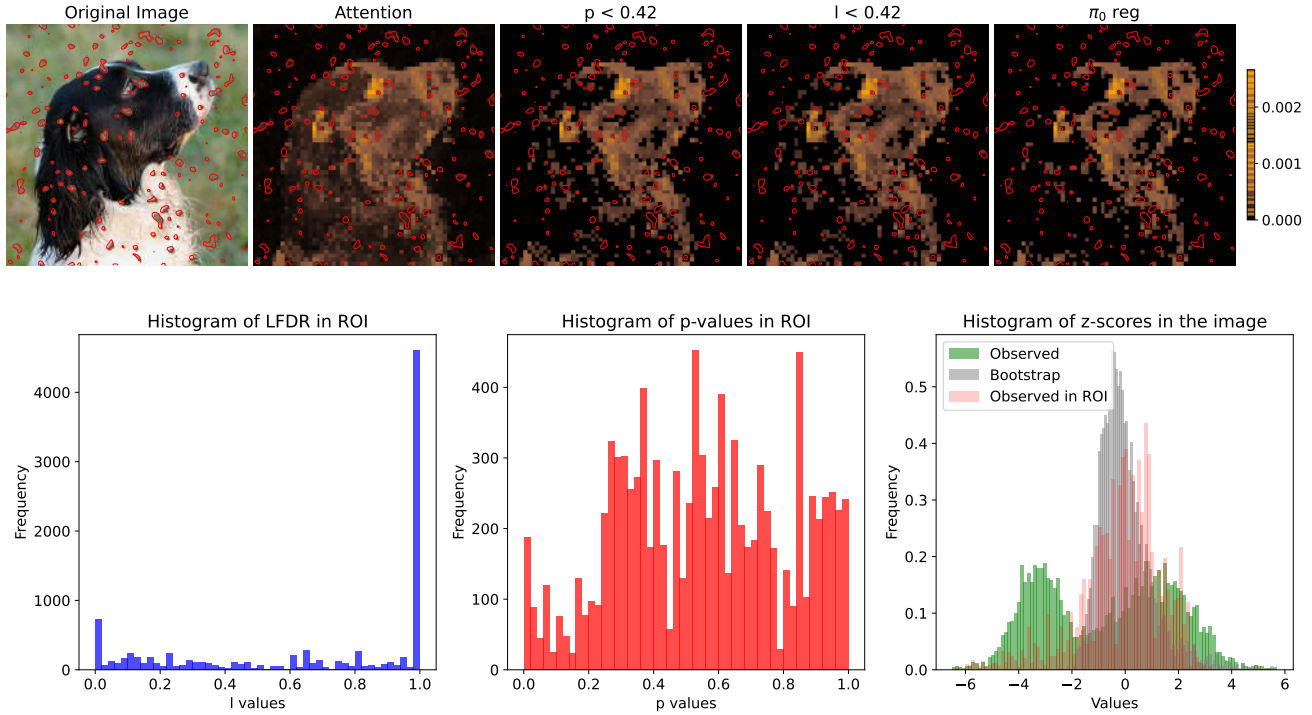 Original Image
Attention
p < 0.42
l < 0.42
π₀ reg
0.002
0.001
0.000
Histogram of LFDR in ROI
Frequency
4000
3000
2000
1000
0
0.0 0.2 0.4 0.6 0.8 1.0
l values
Histogram of p-values in ROI
Frequency
400
300
200
100
0
0.0 0.2 0.4 0.6 0.8 1.0
p values
Histogram of z-scores in the image
Observed
Bootstrap
Observed in ROI
Frequency
0.5
0.4
0.3
0.2
0.1
0.0
−6 −4 −2 0 2 4 6
Values